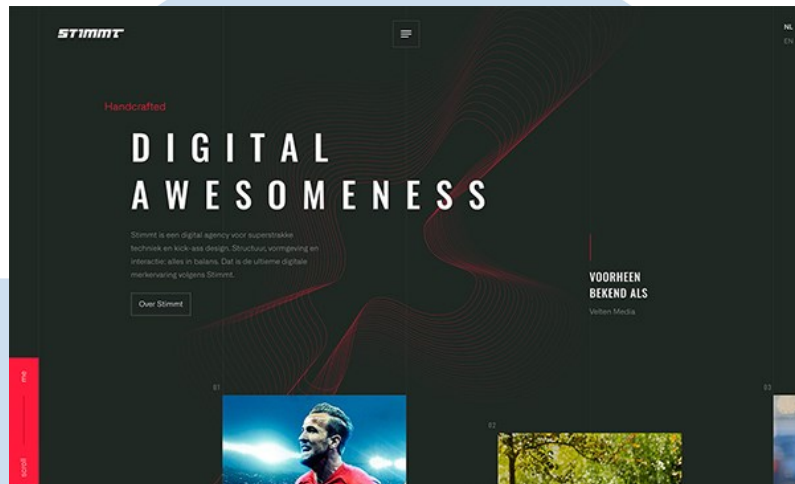 STIMMT
NL
EN
Handcrafted
DIGITAL
AWESOMENESS
Stimmt is een digital agency voor superstrakke
techniek en kick-ass design. Structuur, vormgeving en
interactie: alles in balans. Dat is de ultieme digitale
merkervaring volgens Stimmt.
Over Stimmt
VOORHEEN
BEKEND ALS
Velten Media
scroll
me
01
02
03